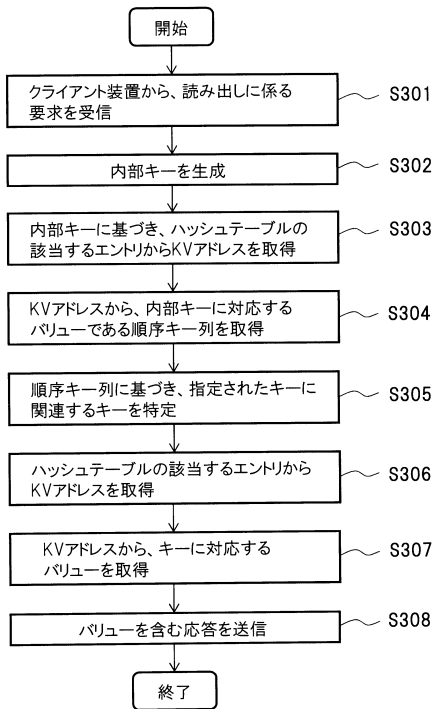 開始
クライアント装置から、読み出しに係る
要求を受信
S301
内部キーを生成
S302
内部キーに基づき、ハッシュテーブルの
該当するエントリからKVアドレスを取得
S303
KVアドレスから、内部キーに対応する
バリューである順序キー列を取得
S304
順序キー列に基づき、指定されたキーに
関連するキーを特定
S305
ハッシュテーブルの該当するエントリから
KVアドレスを取得
S306
KVアドレスから、キーに対応する
バリューを取得
S307
バリューを含む応答を送信
S308
終了